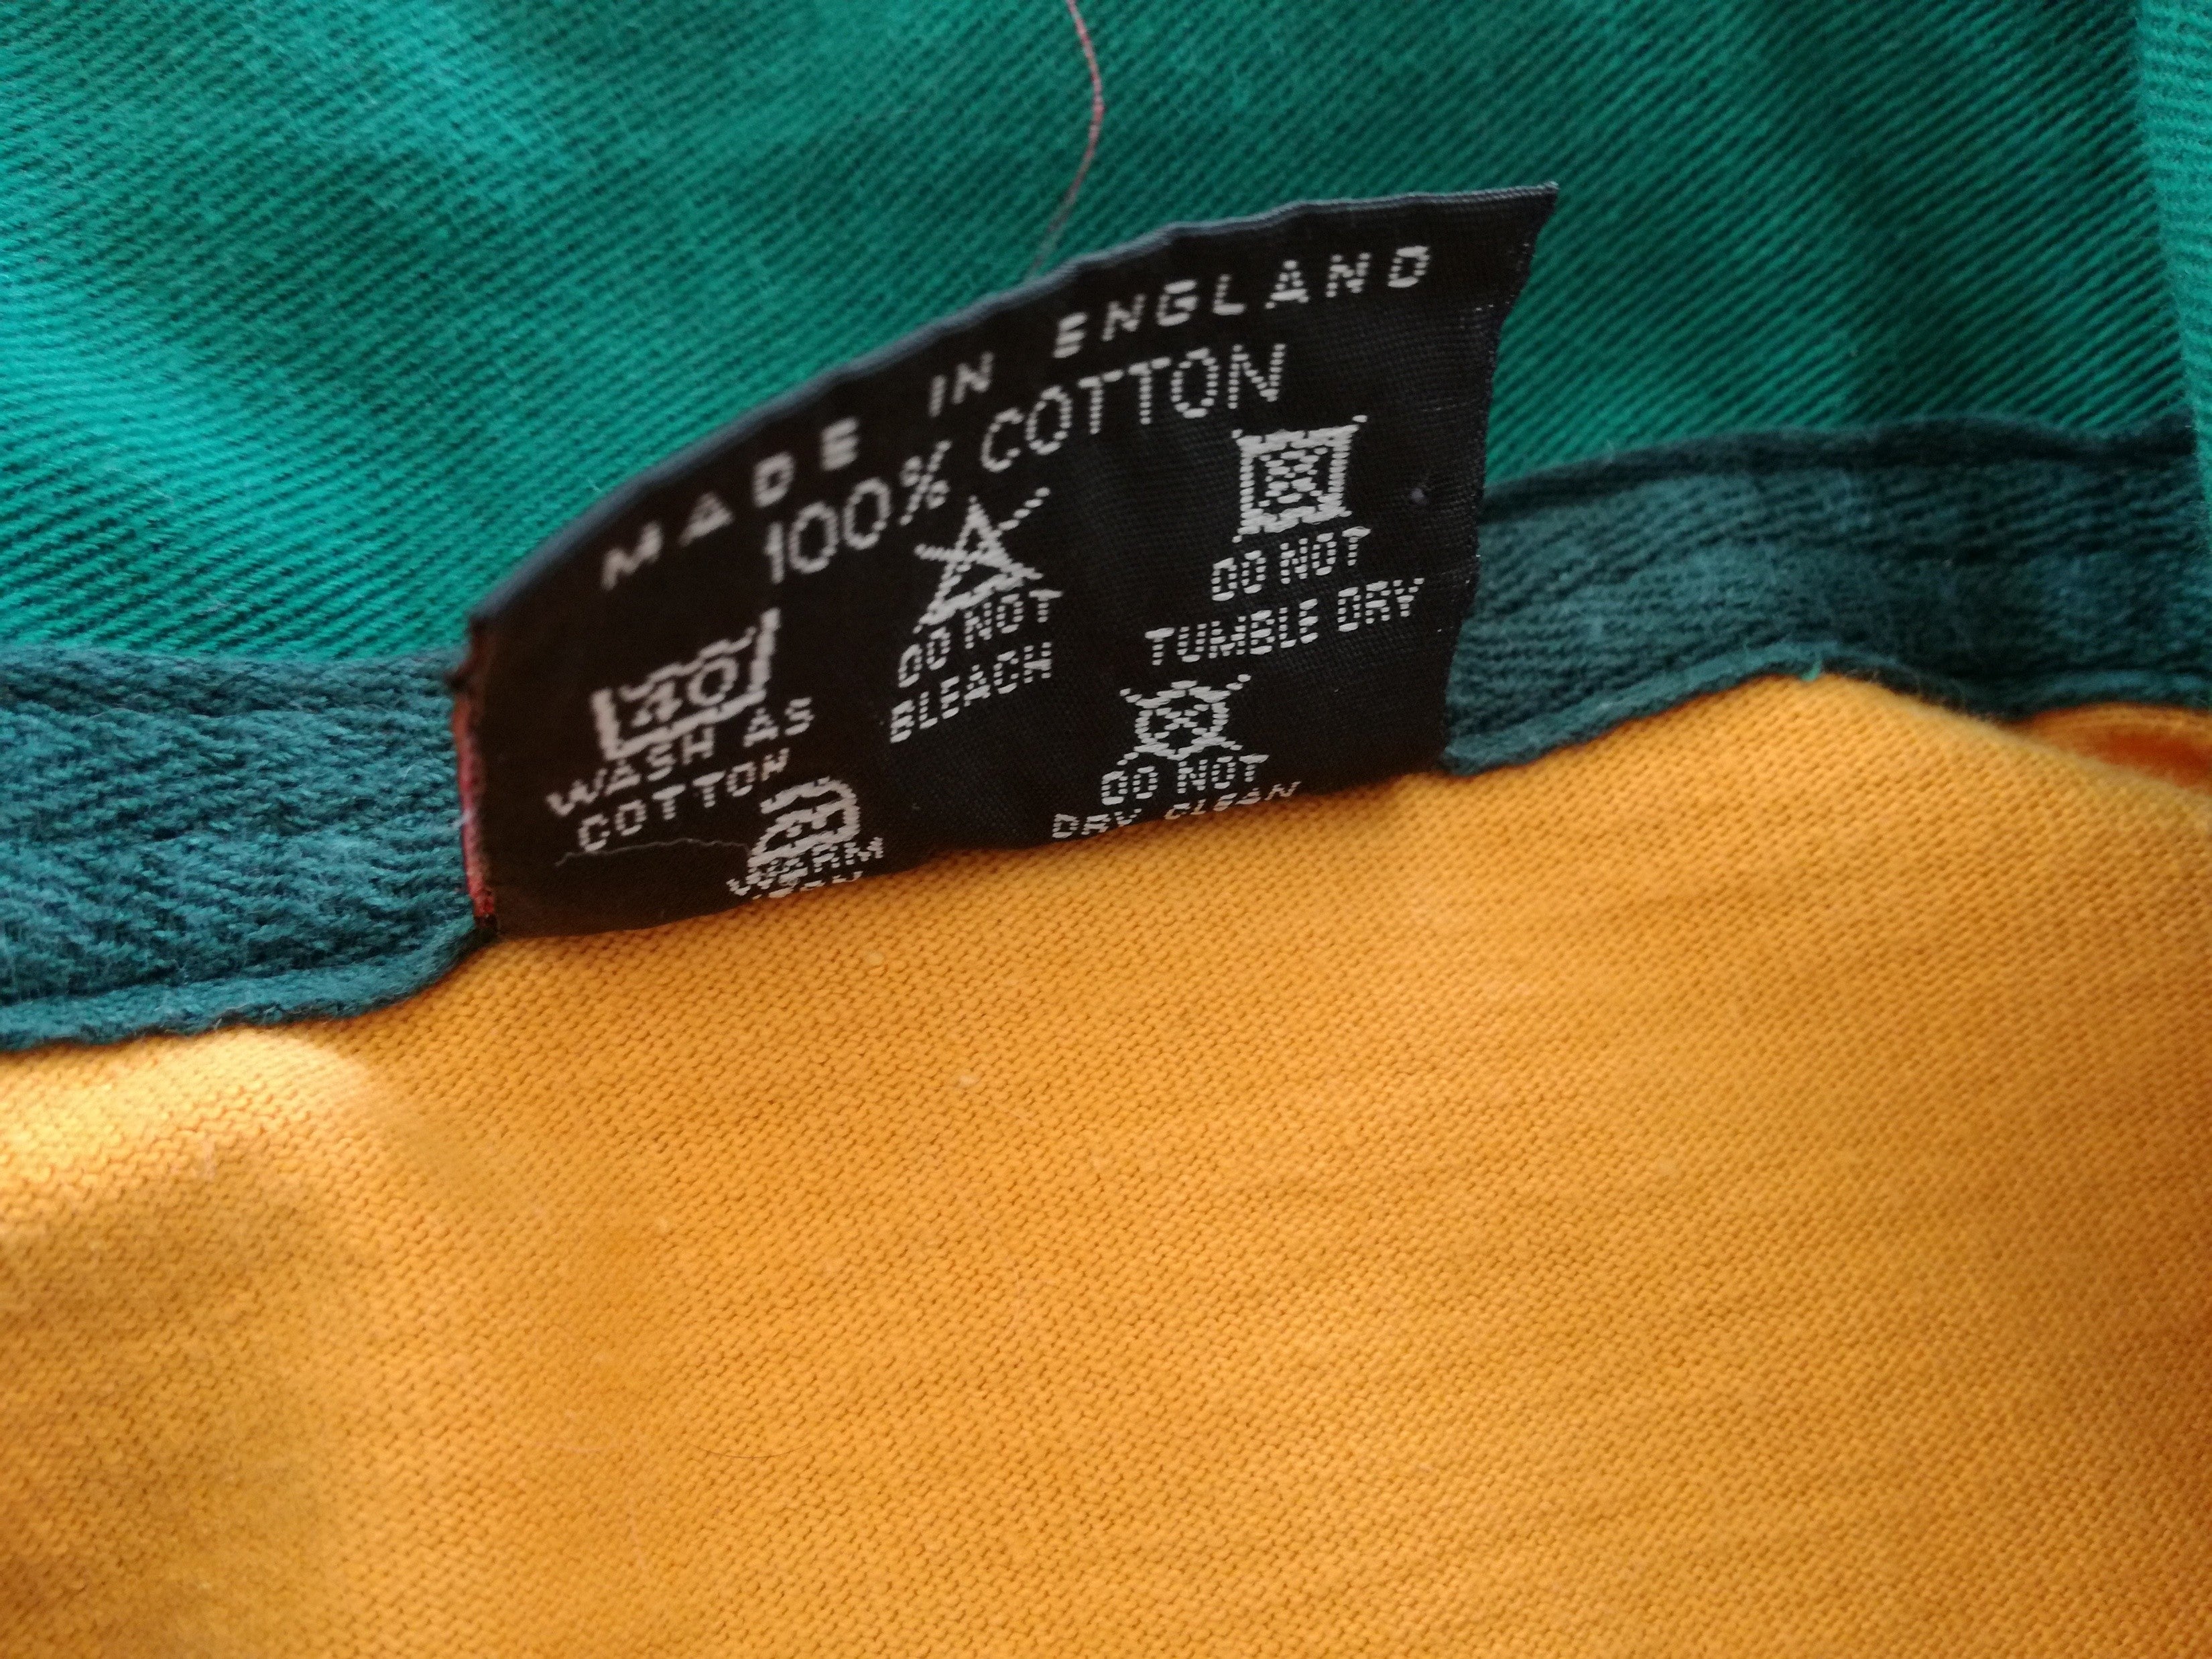 MADE IN ENGLAND
100% COTTON
40
WASH AS
COTTON
DO NOT
BLEACH
DO NOT
TUMBLE DRY
WARM
DO NOT
DRY CLEAN